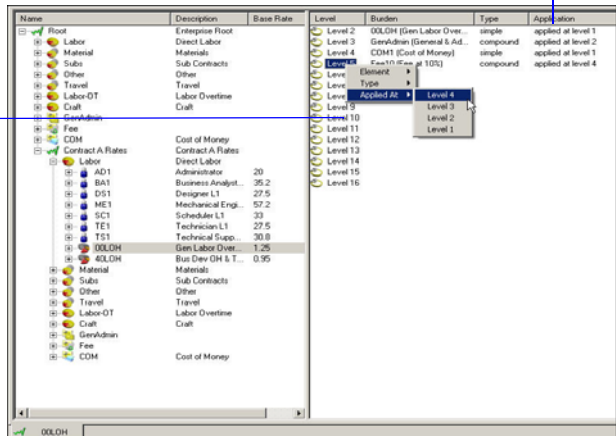 Name Description Base Rate
Root Enterprise Root
Labor Direct Labor
Material Materials
Subs Sub Contracts
Other Other
Travel Travel
Labor-OT Labor Overtime
Craft Craft
GenAdmin
Fee
COM Cost of Money
Contract A Rates Contract A Rates
Labor Direct Labor
AD1 Administrator 20
BA1 Business Analyst... 35.2
DS1 Designer L1 27.5
ME1 Mechanical Engi... 57.2
SC1 Scheduler L1 33
TE1 Technician L1 27.5
TS1 Technical Supp... 30.8
00LOH Gen Labor Over... 1.25
40LOH Bus Dev OH & T... 0.95
Material Materials
Subs Sub Contracts
Other Other
Travel Travel
Labor-OT Labor Overtime
Craft Craft
GenAdmin
Fee
COM Cost of Money
Level Burden Type Application
Level 2 00LOH (Gen Labor Over... simple applied at level 1
Level 3 GenAdmin (General & Ad... compound applied at level 2
Level 4 COM1 (Cost of Money) simple applied at level 1
Level 5 Fee10 (Fee at 10%) compound applied at level 4
Level
Level
Level
Level 9
Level 10
Level 11
Level 12
Level 13
Level 14
Level 15
Level 16
Element
Type
Applied At
Level 4
Level 3
Level 2
Level 1
00LOH